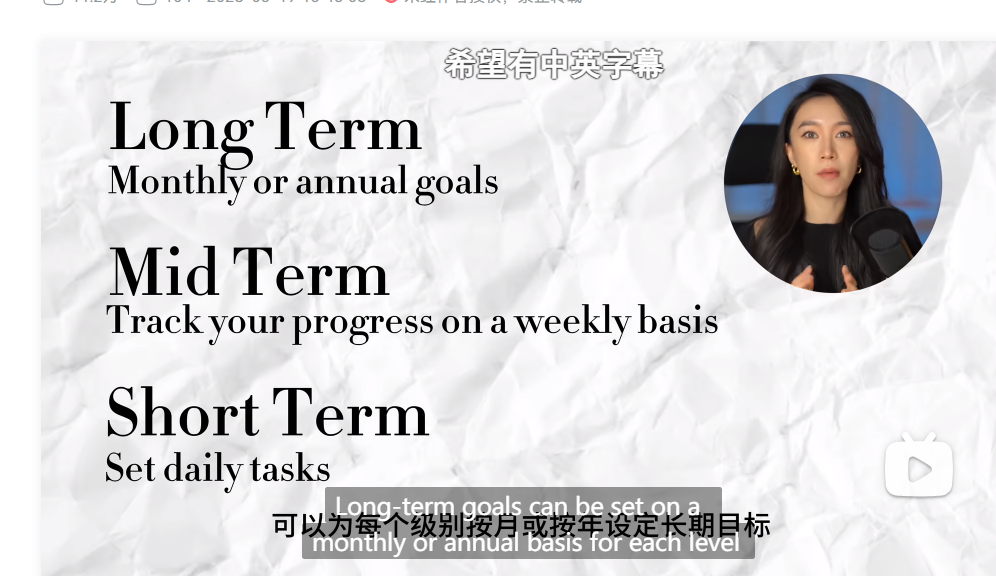 希望有中英字幕
Long Term
Monthly or annual goals
Mid Term
Track your progress on a weekly basis
Short Term
Set daily tasks
Long-term goals can be set on a
可以为每个级别按月或按年设定长期目标
monthly or annual basis for each level